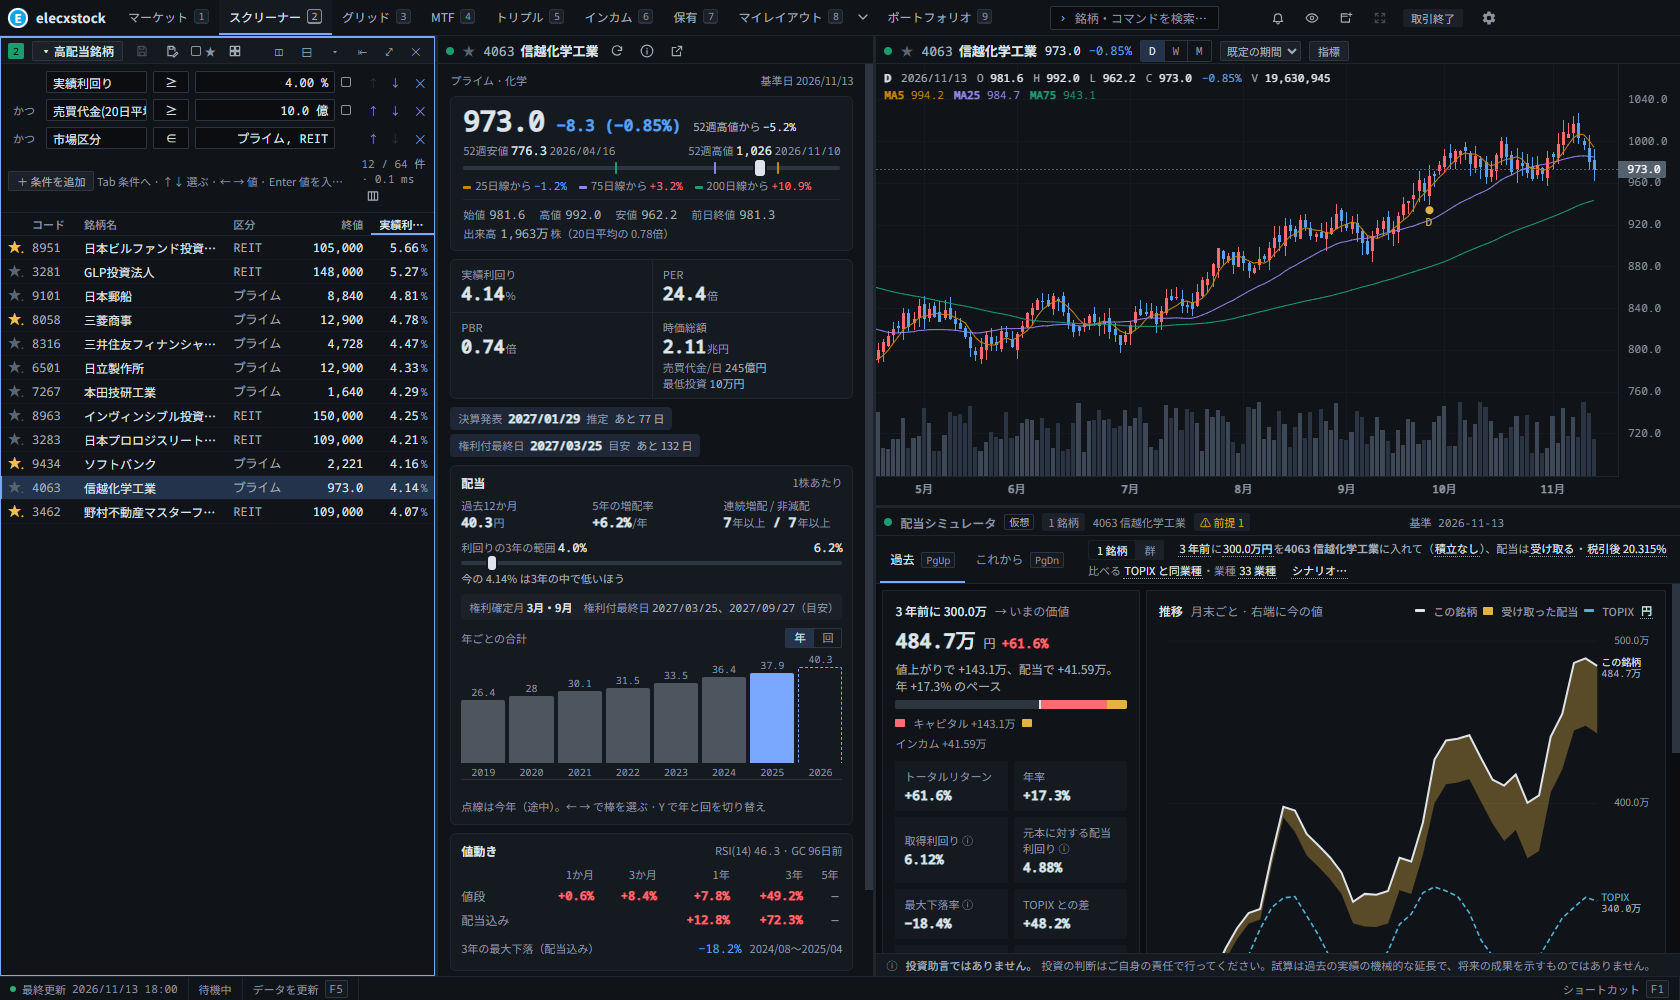 elecxstock マーケット 1 スクリーナー 2 グリッド 3 MTF 4 トリプル 5 インカム 6 保有 7 マイレイアウト 8 ポートフォリオ 9 › 銘柄・コマンドを検索… 取引終了
2 高配当銘柄
実績利回り ≥ 4.00 %
かつ 売買代金(20日平均 ≥ 10.0 億
かつ 市場区分 ∈ プライム, REIT
＋ 条件を追加 Tab 条件へ・↑↓ 選ぶ・←→ 値・Enter 値を入… 12 / 64 件 · 0.1 ms
コード 銘柄名 区分 終値 実績利…
8951 日本ビルファンド投資… REIT 105,000 5.66%
3281 GLP投資法人 REIT 148,000 5.27%
9101 日本郵船 プライム 8,840 4.81%
8058 三菱商事 プライム 12,900 4.78%
8316 三井住友フィナンシャ… プライム 4,728 4.47%
6501 日立製作所 プライム 12,900 4.33%
7267 本田技研工業 プライム 1,640 4.29%
8963 インヴィンシブル投資… REIT 150,000 4.25%
3283 日本プロロジスリート… REIT 109,000 4.21%
9434 ソフトバンク プライム 2,221 4.16%
4063 信越化学工業 プライム 973.0 4.14%
3462 野村不動産マスターフ… REIT 109,000 4.07%
4063 信越化学工業
プライム・化学 基準日 2026/11/13
973.0 −8.3 (−0.85%) 52週高値から −5.2%
52週安値 776.3 2026/04/16 52週高値 1,026 2026/11/10
25日線から −1.2% 75日線から +3.2% 200日線から +10.9%
始値 981.6 高値 992.0 安値 962.2 前日終値 981.3
出来高 1,963万 株（20日平均の 0.78倍）
実績利回り 4.14%
PER 24.4倍
PBR 0.74倍
時価総額 2.11兆円
売買代金/日 245億円
最低投資 10万円
決算発表 2027/01/29 推定 あと 77 日
権利付最終日 2027/03/25 目安 あと 132 日
配当 1株あたり
過去12か月 5年の増配率 連続増配 / 非減配
40.3円 +6.2%/年 7年以上 / 7年以上
利回りの3年の範囲 4.0% 6.2%
今の 4.14% は3年の中で低いほう
権利確定月 3月・9月 権利付最終日 2027/03/25、2027/09/27（目安）
年ごとの合計 年 回
26.4 28 30.1 31.5 33.5 36.4 37.9 40.3
2019 2020 2021 2022 2023 2024 2025 2026
点線は今年（途中）。←→ で棒を選ぶ・Y で年と回を切り替え
値動き RSI(14) 46.3・GC 96日前
1か月 3か月 1年 3年 5年
値段 +0.6% +8.4% +7.8% +49.2% —
配当込み +12.8% +72.3% —
3年の最大下落（配当込み） −18.2% 2024/08〜2025/04
4063 信越化学工業 973.0 −0.85% D W M 既定の期間 指標
D 2026/11/13 O 981.6 H 992.0 L 962.2 C 973.0 −0.85% V 19,630,945
MA5 994.2 MA25 984.7 MA75 943.1
1040.0
1000.0
973.0
960.0
920.0
880.0
840.0
800.0
760.0
720.0
D
5月 6月 7月 8月 9月 10月 11月
配当シミュレータ 仮想 1 銘柄 4063 信越化学工業 ⚠ 前提 1 基準 2026-11-13
過去 PgUp これから PgDn 1 銘柄 群 3 年前に300.0万円を4063 信越化学工業に入れて（積立なし）、配当は受け取る・税引後 20.315%
比べる TOPIX と同業種・業種 33 業種 シナリオ…
3 年前に 300.0万 → いまの価値
484.7万 円 +61.6%
値上がりで +143.1万、配当で +41.59万。
年 +17.3% のペース
キャピタル +143.1万
インカム +41.59万
トータルリターン +61.6%
年率 +17.3%
取得利回り ⓘ 6.12%
元本に対する配当利回り ⓘ 4.88%
最大下落率 ⓘ −18.4%
TOPIX との差 +48.2%
推移 月末ごと・右端に今の値 この銘柄 受け取った配当 TOPIX 円
500.0万
この銘柄
484.7万
400.0万
TOPIX
340.0万
ⓘ 投資助言ではありません。 投資の判断はご自身の責任で行ってください。試算は過去の実績の機械的な延長で、将来の成果を示すものではありません。
最終更新 2026/11/13 18:00 待機中 データを更新 F5 ショートカット F1